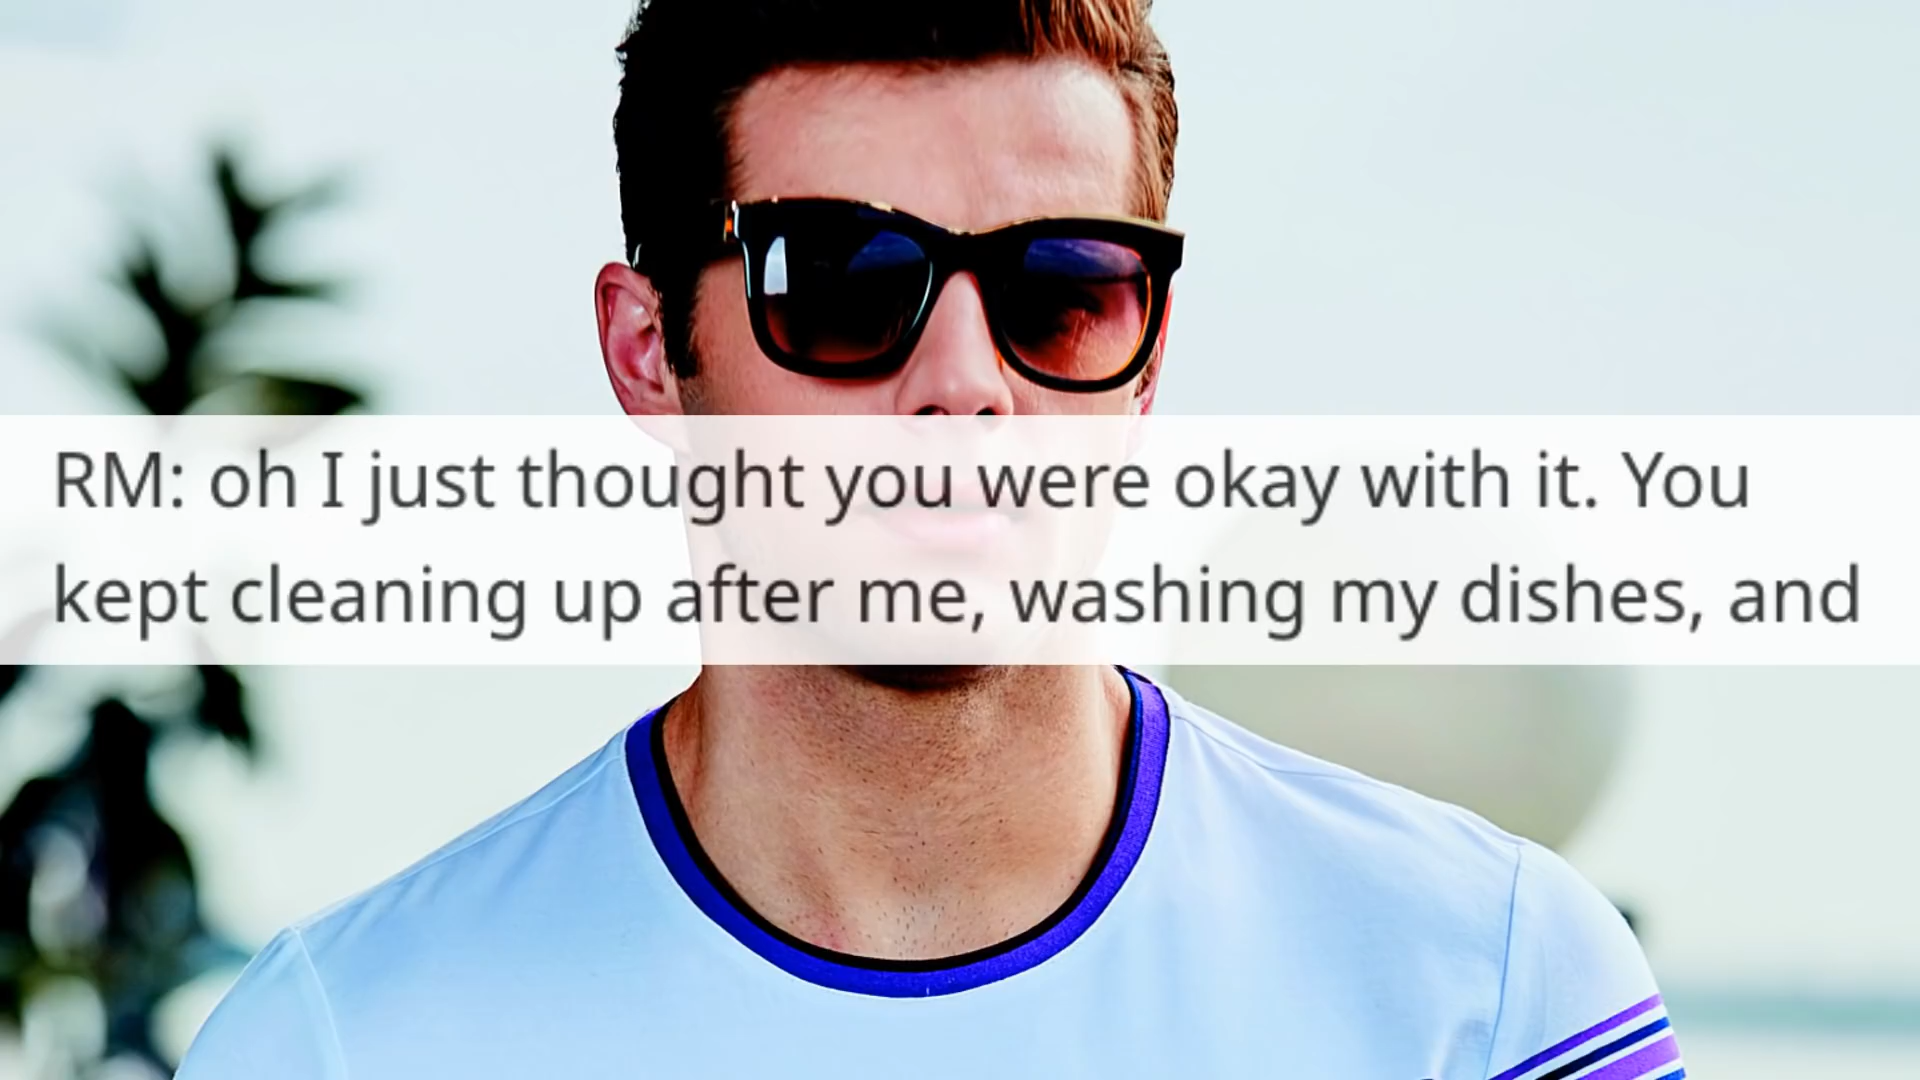 RM: oh I just thought you were okay with it. You
kept cleaning up after me, washing my dishes, and